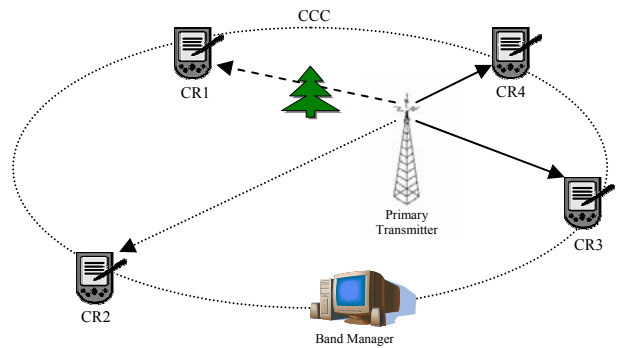 CCC
CR1
CR4
Primary
Transmitter
CR3
CR2
Band Manager